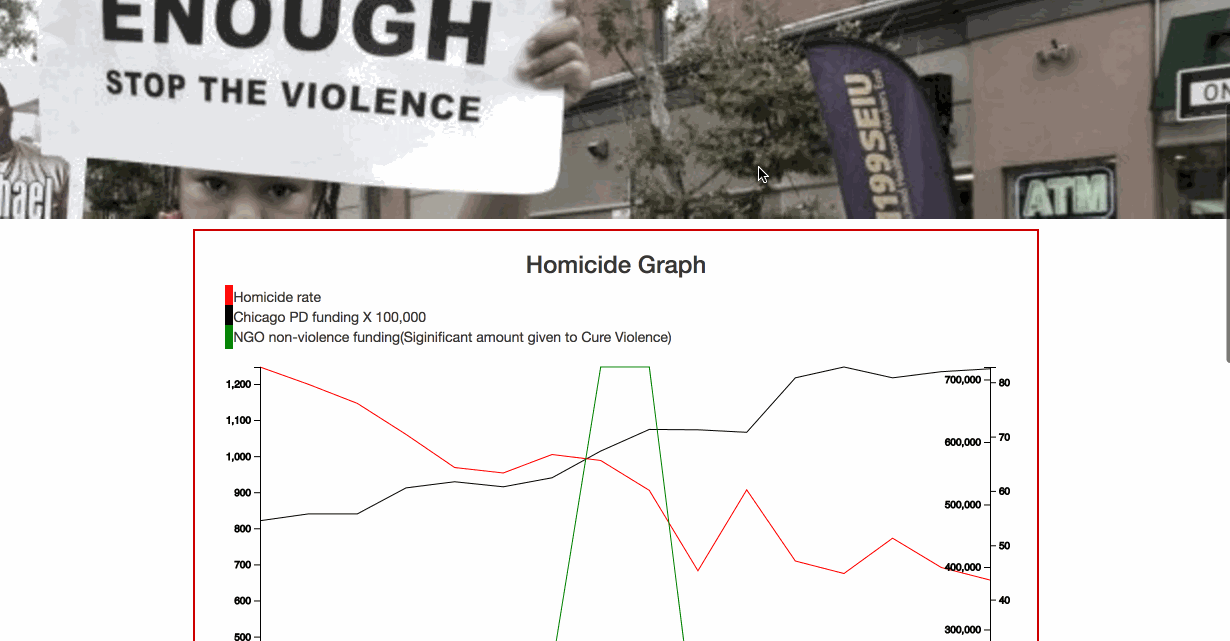 ENOUGH
STOP THE VIOLENCE
hael
1199SEIU
ON
ATM
Homicide Graph
Homicide rate
Chicago PD funding X 100,000
NGO non-violence funding(Siginificant amount given to Cure Violence)
1,200
1,100
1,000
900
800
700
600
500
700,000
600,000
500,000
400,000
300,000
80
70
60
50
40